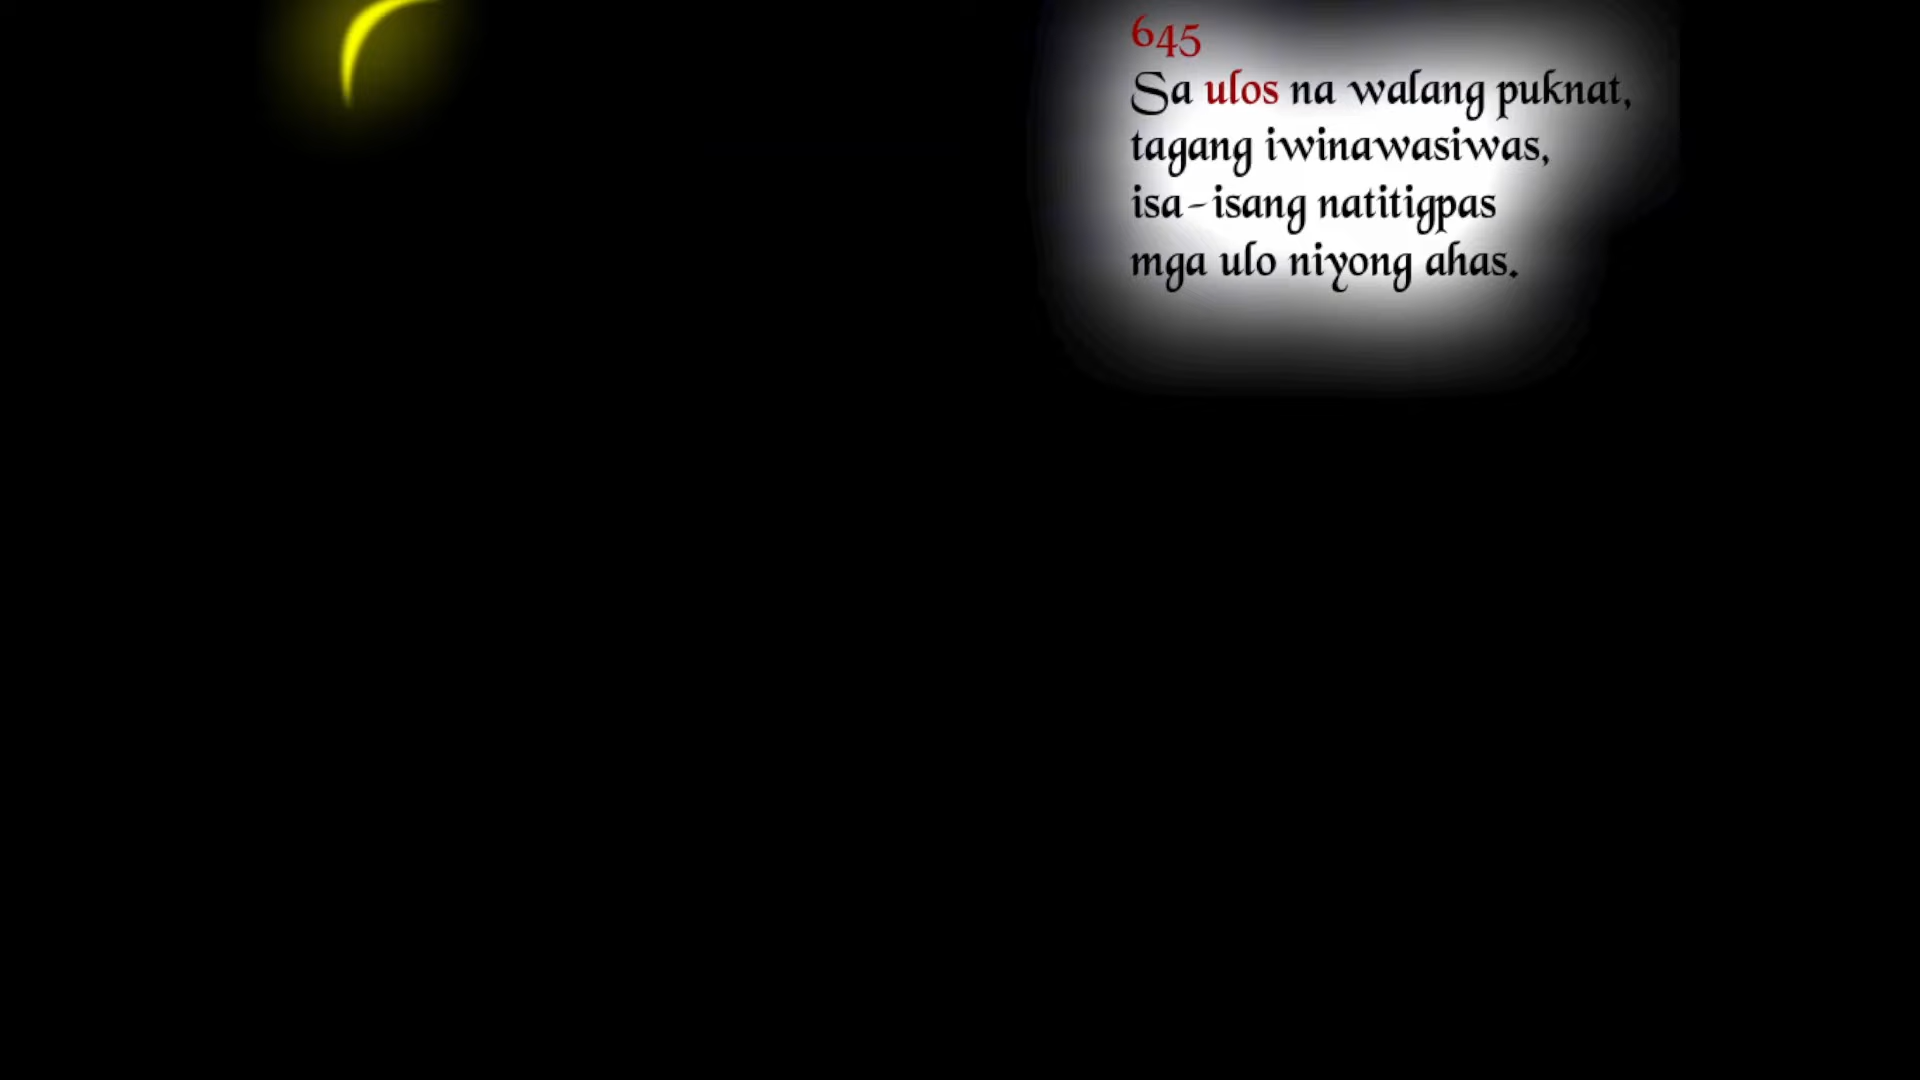 645
Sa ulos na walang puknat,
tagang iwinawasiwas,
isa-isang natitigpas
mga ulo niyong ahas.